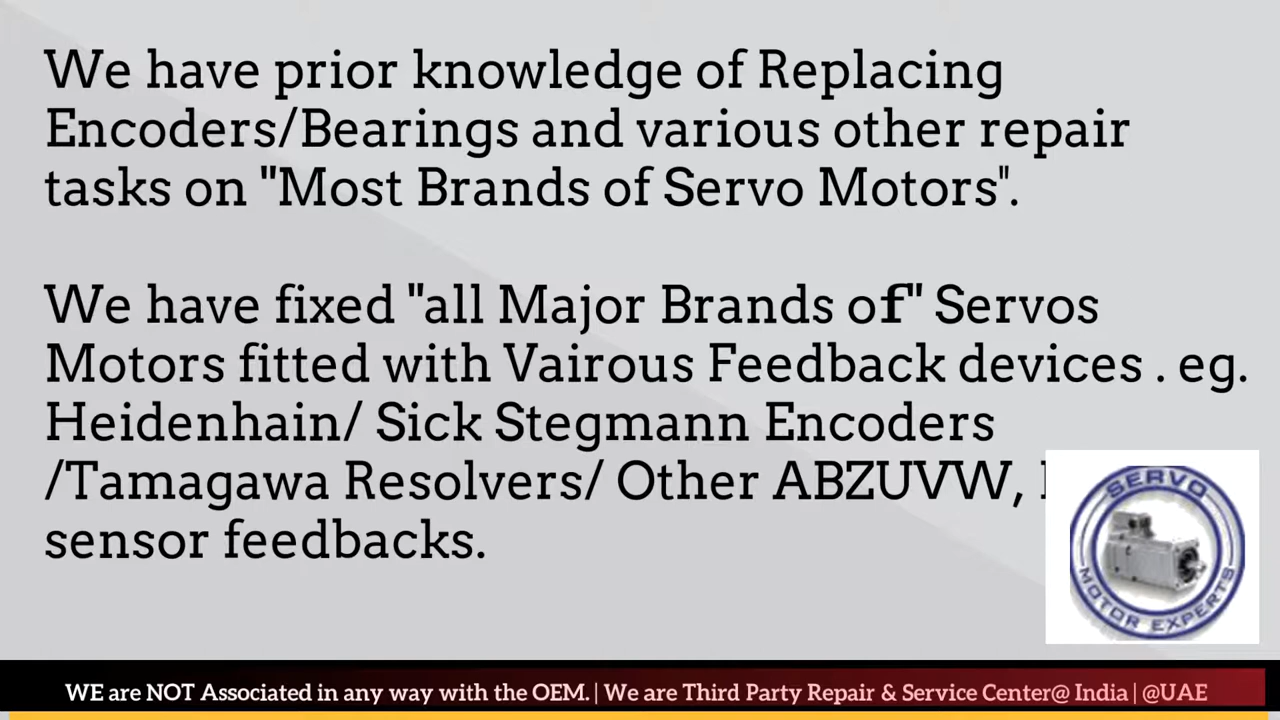 We have prior knowledge of Replacing
Encoders/Bearings and various other repair
tasks on "Most Brands of Servo Motors".
We have fixed "all Major Brands of" Servos
Motors fitted with Vairous Feedback devices . eg.
Heidenhain/ Sick Stegmann Encoders
/Tamagawa Resolvers/ Other ABZUVW,
sensor feedbacks.
SERVO
MOTOR EXPERTS
WE are NOT Associated in any way with the OEM. | We are Third Party Repair & Service Center@ India | @UAE